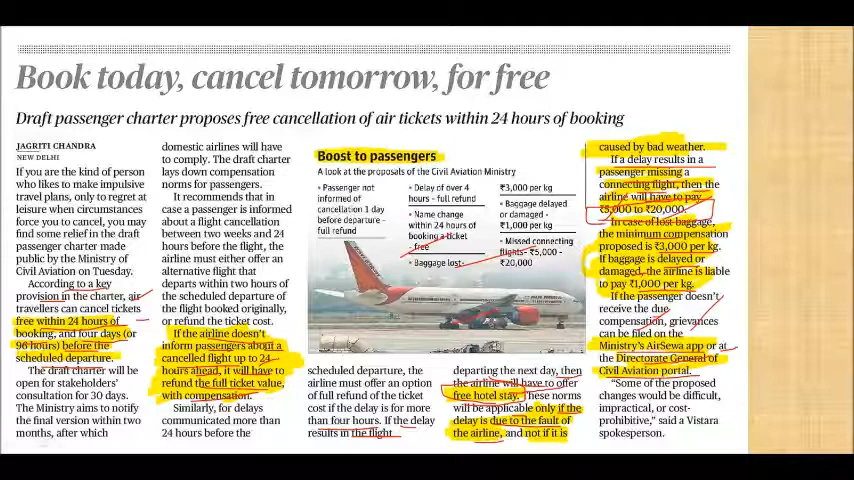 Book today, cancel tomorrow, for free
Draft passenger charter proposes free cancellation of air tickets within 24 hours of booking
JAGRITI CHANDRA
NEW DELHI
If you are the kind of person
who likes to make impulsive
travel plans, only to regret at
leisure when circumstances
force you to cancel, you may
find some relief in the draft
passenger charter made
public by the Ministry of
Civil Aviation on Tuesday.
According to a key
provision in the charter, air
travellers can cancel tickets
free within 24 hours of
booking, and four days (or
96 hours) before the
scheduled departure.
The draft charter will be
open for stakeholders'
consultation for 30 days.
The Ministry aims to notify
the final version within two
months, after which
domestic airlines will have
to comply. The draft charter
lays down compensation
norms for passengers.
It recommends that in
case a passenger is informed
about a flight cancellation
between two weeks and 24
hours before the flight, the
airline must either offer an
alternative flight that
departs within two hours of
the scheduled departure of
the flight booked originally,
or refund the ticket cost.
If the airline doesn't
inform passengers about a
cancelled flight up to 24
hours ahead, it will have to
refund the full ticket value,
with compensation.
Similarly, for delays
communicated more than
24 hours before the
Boost to passengers
A look at the proposals of the Civil Aviation Ministry
• Passenger not
informed of
cancellation 1 day
before departure –
full refund
• Delay of over 4
hours - full refund
• Name change
within 24 hours of
booking a ticket
- free
• Baggage lost-
₹3,000 per kg
• Baggage delayed
or damaged -
₹1,000 per kg
• Missed connecting
flights- ₹5,000 -
₹20,000
scheduled departure, the
airline must offer an option
of full refund of the ticket
cost if the delay is for more
than four hours. If the delay
results in the flight
departing the next day, then
the airline will have to offer
free hotel stay. These norms
will be applicable only if the
delay is due to the fault of
the airline, and not if it is
caused by bad weather.
If a delay results in a
passenger missing a
connecting flight, then the
airline will have to pay
₹5,000 to ₹20,000.
In case of lost baggage,
the minimum compensation
proposed is ₹3,000 per kg.
If baggage is delayed or
damaged, the airline is liable
to pay ₹1,000 per kg.
If the passenger doesn't
receive the due
compensation, grievances
can be filed on the
Ministry's AirSewa app or at
the Directorate General of
Civil Aviation portal.
"Some of the proposed
changes would be difficult,
impractical, or cost-
prohibitive," said a Vistara
spokesperson.